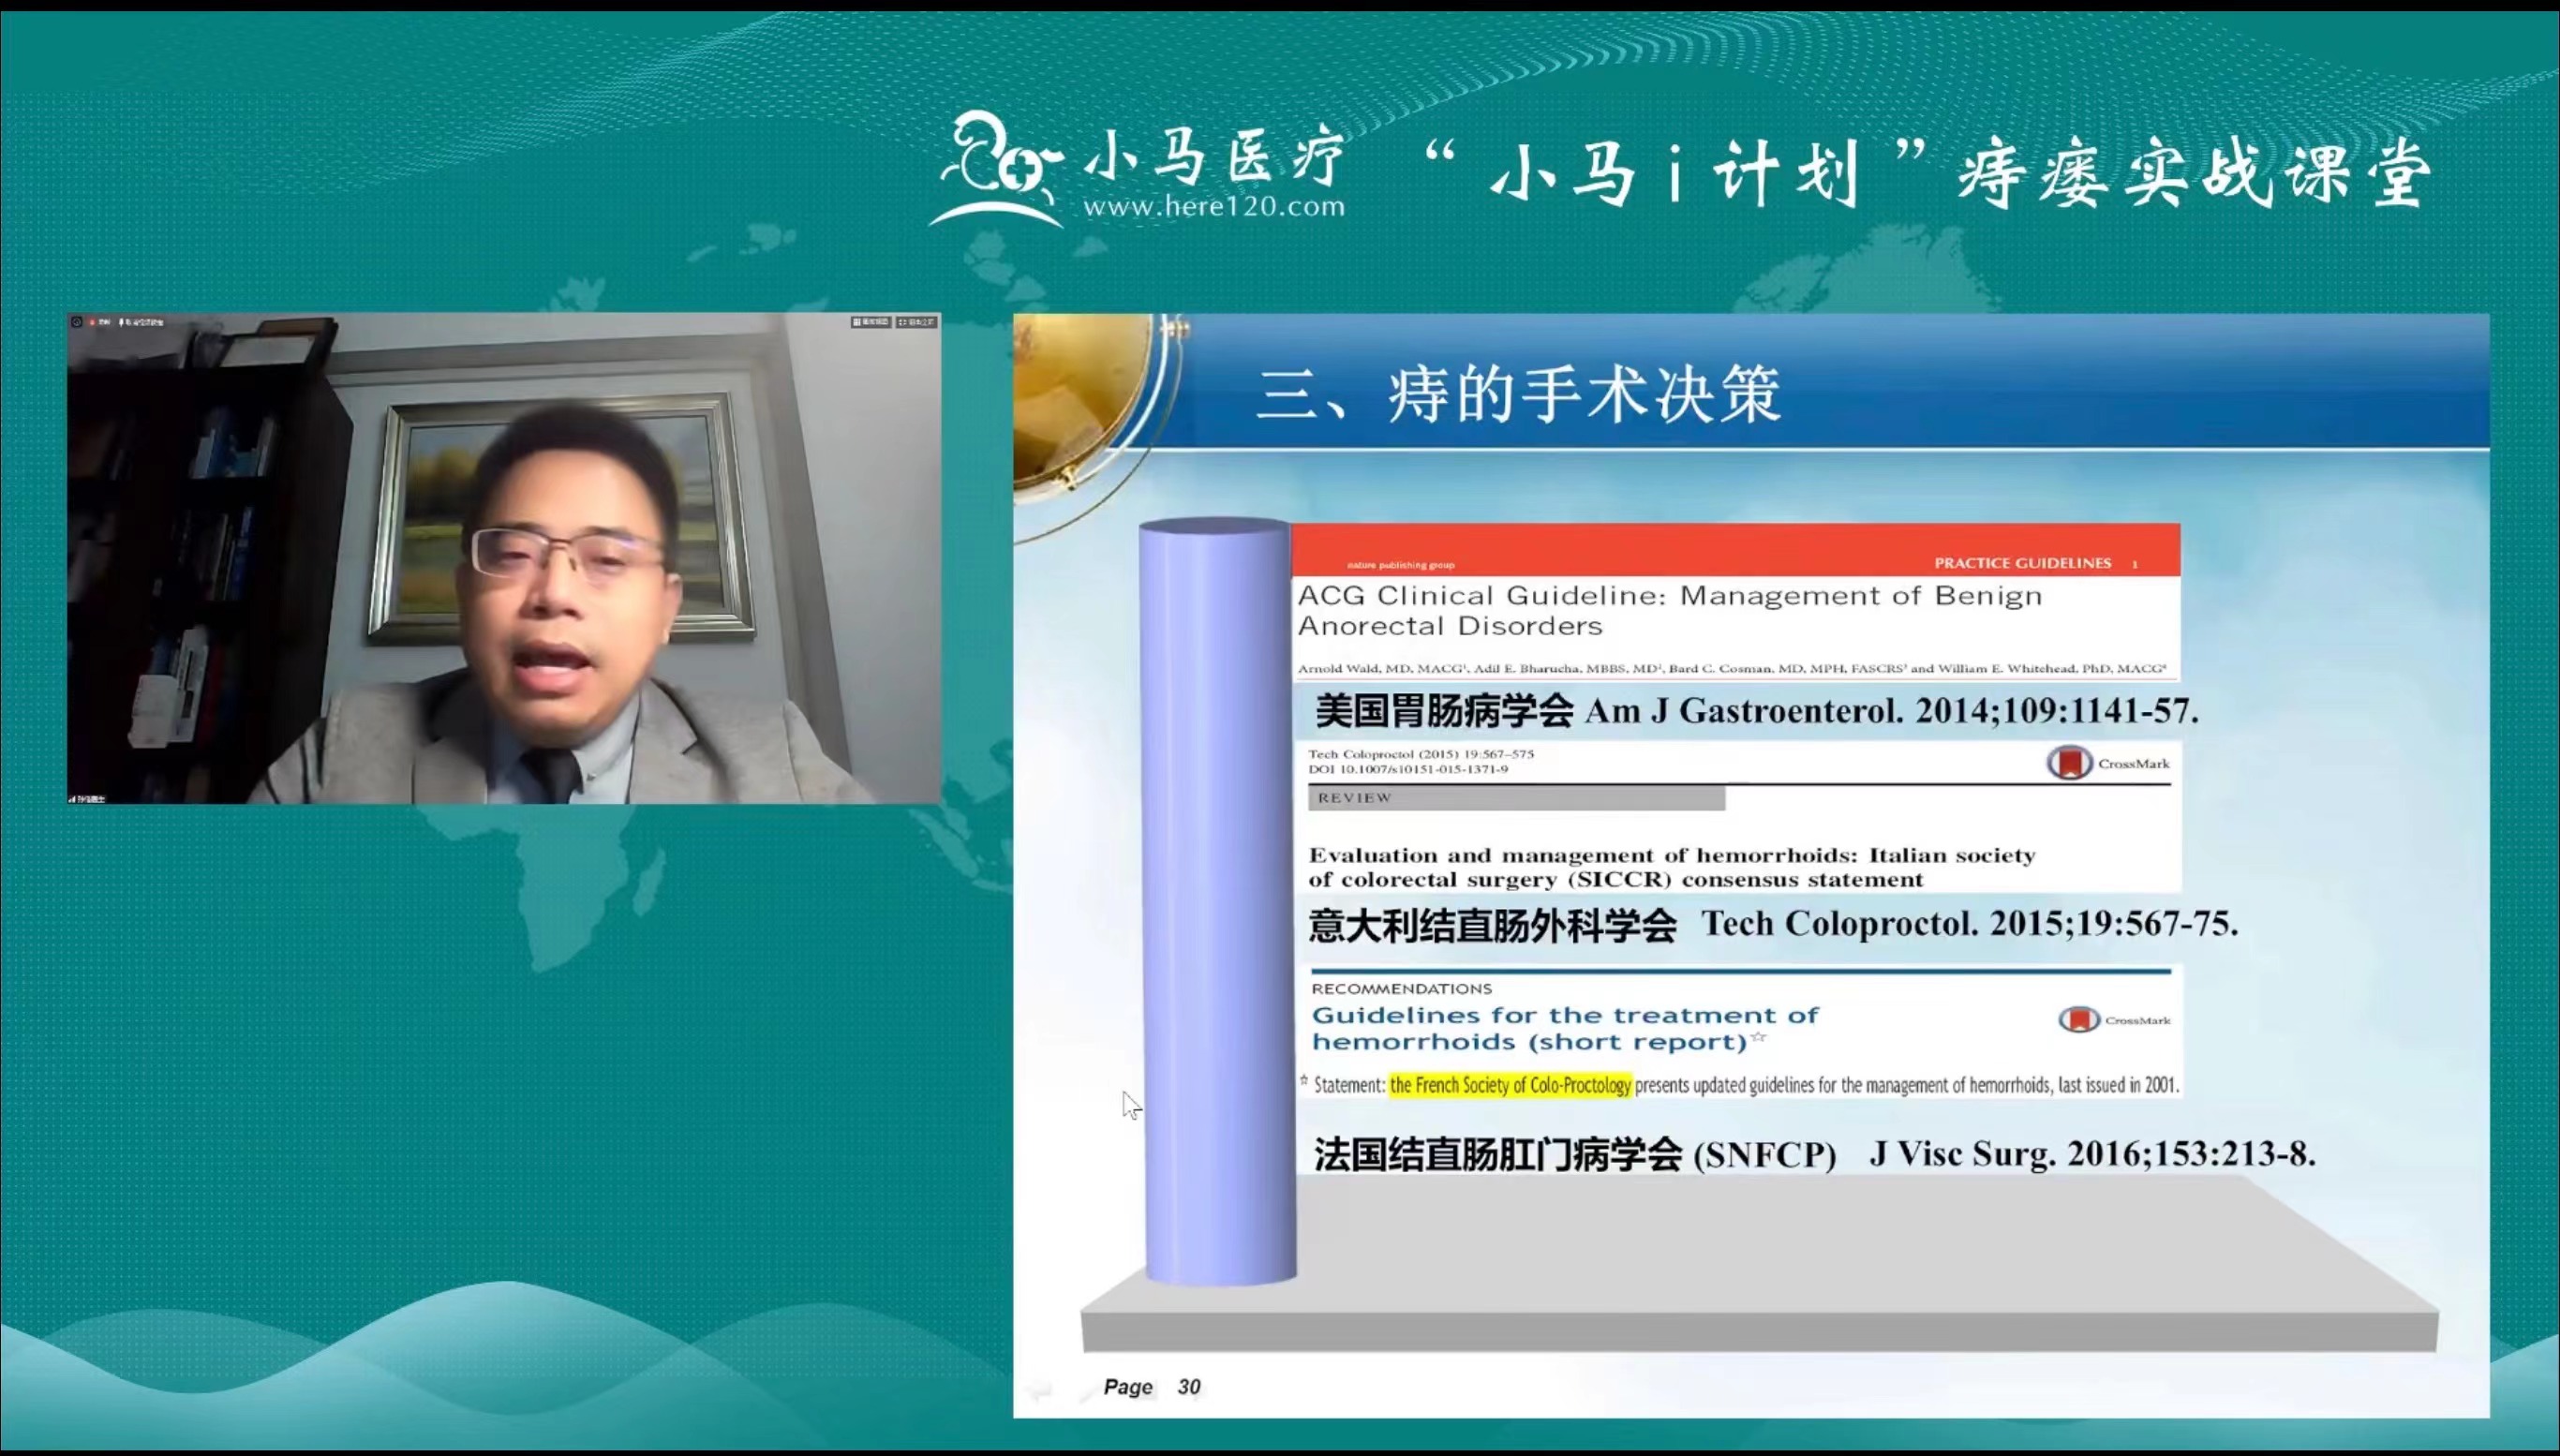 小马医疗
www.here120.com
“小马i计划”痔瘘实战课堂
三、痔的手术决策
nature publishing group
PRACTICE GUIDELINES 1
ACG Clinical Guideline: Management of Benign
Anorectal Disorders
Arnold Wald, MD, MACG¹, Adil E. Bharucha, MBBS, MD², Bard C. Cosman, MD, MPH, FASCRS³ and William E. Whitehead, PhD, MACG⁴
美国胃肠病学会 Am J Gastroenterol. 2014;109:1141-57.
Tech Coloproctol (2015) 19:567–575
DOI 10.1007/s10151-015-1371-9
CrossMark
REVIEW
Evaluation and management of hemorrhoids: Italian society
of colorectal surgery (SICCR) consensus statement
意大利结直肠外科学会 Tech Coloproctol. 2015;19:567-75.
RECOMMENDATIONS
Guidelines for the treatment of
hemorrhoids (short report)☆
CrossMark
☆ Statement: the French Society of Colo-Proctology presents updated guidelines for the management of hemorrhoids, last issued in 2001.
法国结直肠肛门病学会 (SNFCP) J Visc Surg. 2016;153:213-8.
Page 30